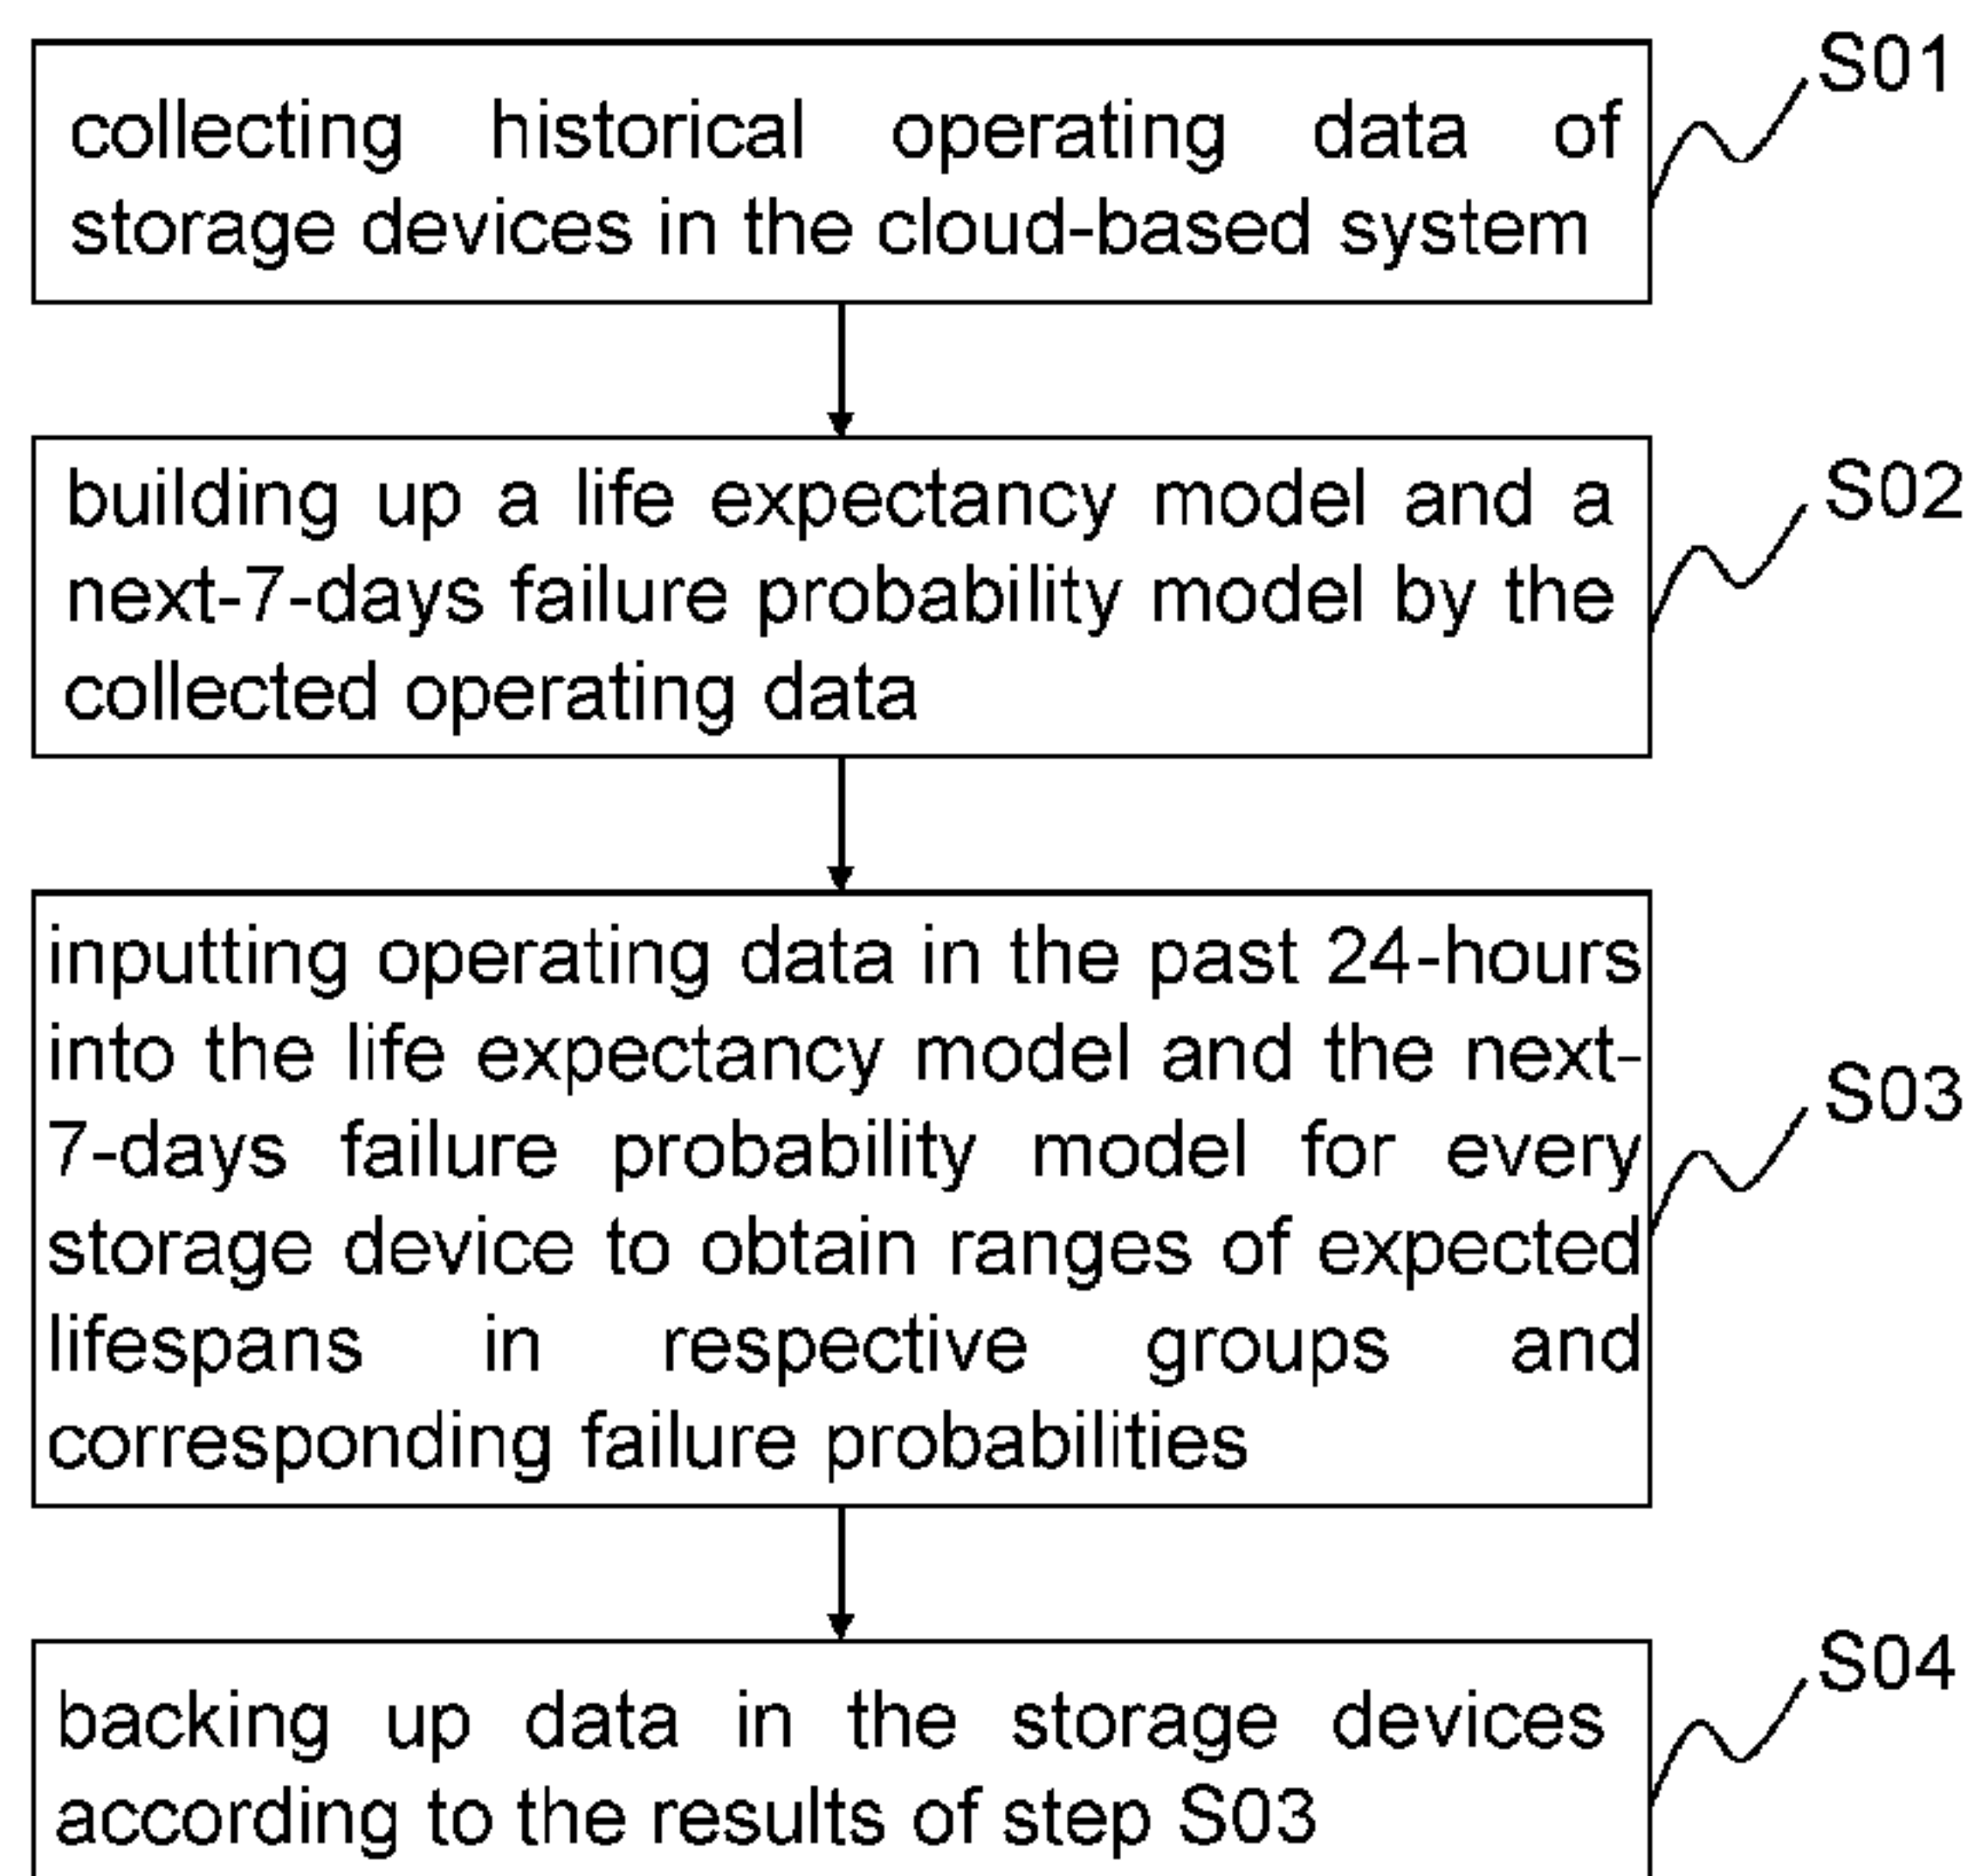 S01
collecting historical operating data of
storage devices in the cloud-based system
S02
building up a life expectancy model and a
next-7-days failure probability model by the
collected operating data
inputting operating data in the past 24-hours
into the life expectancy model and the next-
7-days failure probability model for every
storage device to obtain ranges of expected
lifespans in respective groups and
corresponding failure probabilities
S03
backing up data in the storage devices
according to the results of step S03
S04